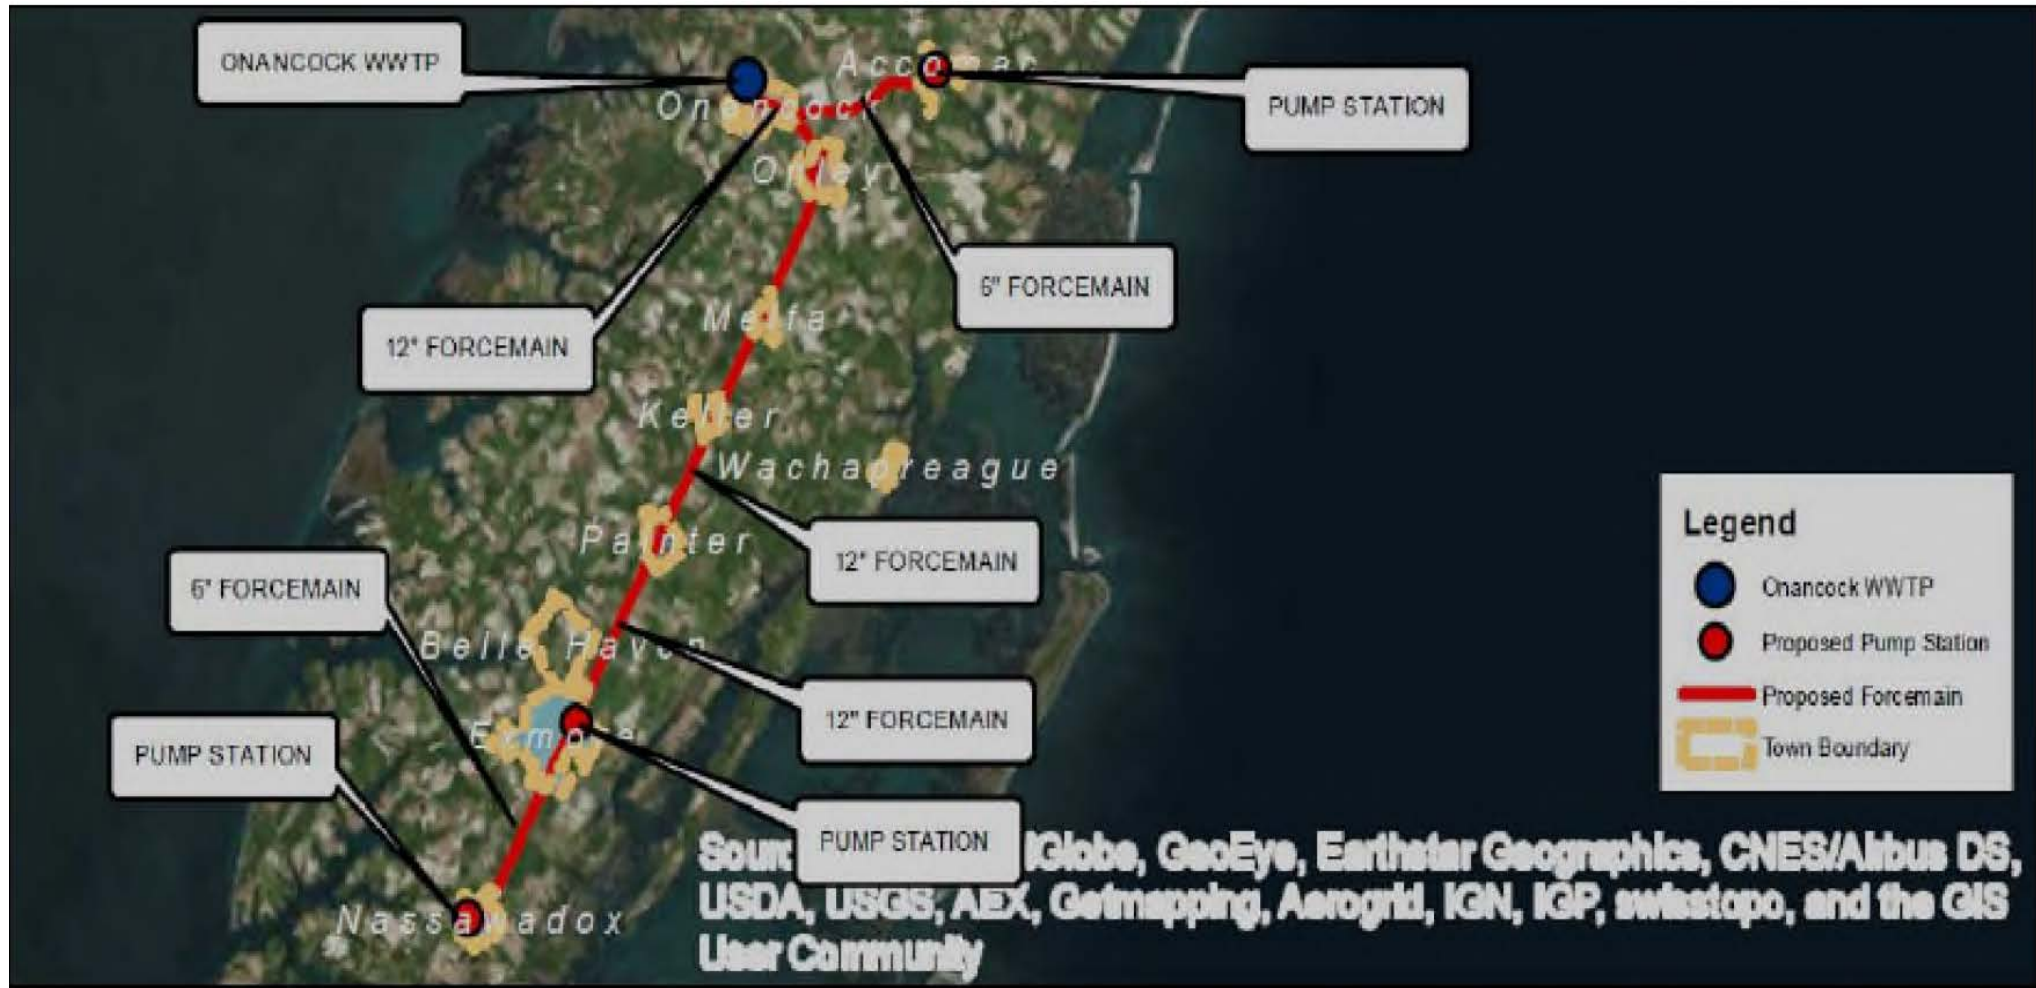 ONANCOCK WWTP
Accomac
PUMP STATION
Onancock
Onley
6" FORCEMAIN
Melfa
12" FORCEMAIN
Keller
Wachapreague
Painter
12" FORCEMAIN
6" FORCEMAIN
Belle Haven
12" FORCEMAIN
Exmore
PUMP STATION
PUMP STATION
Nassawadox
Legend
Onancock WWTP
Proposed Pump Station
Proposed Forcemain
Town Boundary
GeoEye, Earthstar Geographics, CNES/Airbus DS,
USDA, USGS, AEX, Getmapping, Aerogrid, IGN, IGP, swisstopo, and the GIS
User Community